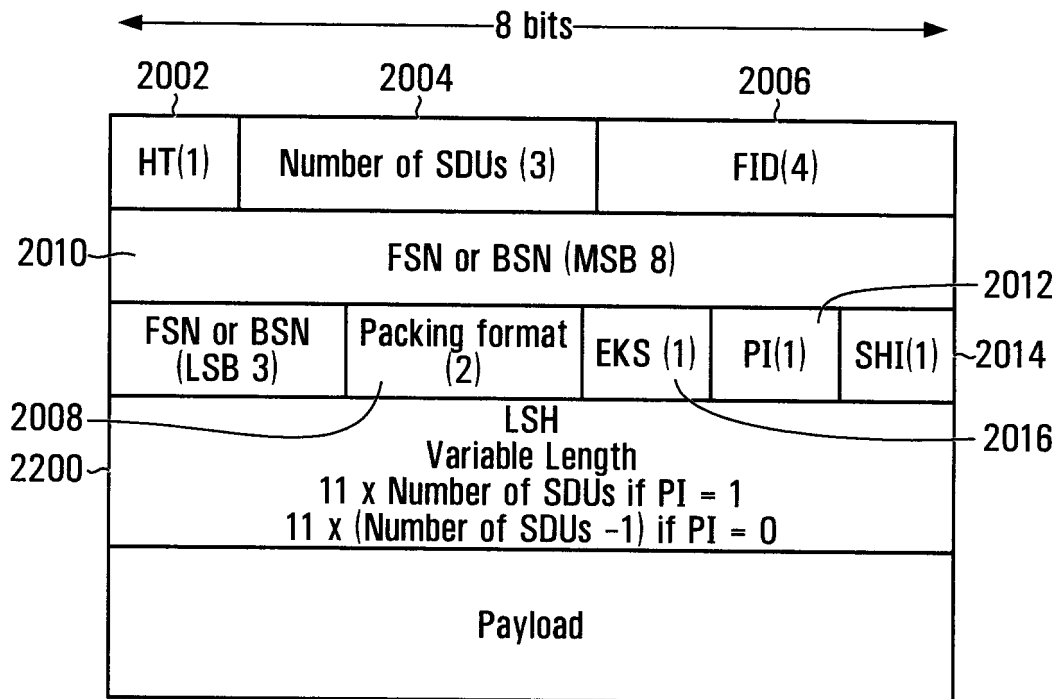 8 bits
2002 2004 2006
HT(1) Number of SDUs (3) FID(4)
2010 FSN or BSN (MSB 8)
2012
FSN or BSN
(LSB 3)
Packing format
(2)
EKS (1) PI(1) SHI(1) 2014
2008 LSH 2016
2200 Variable Length
11 x Number of SDUs if PI = 1
11 x (Number of SDUs -1) if PI = 0
Payload